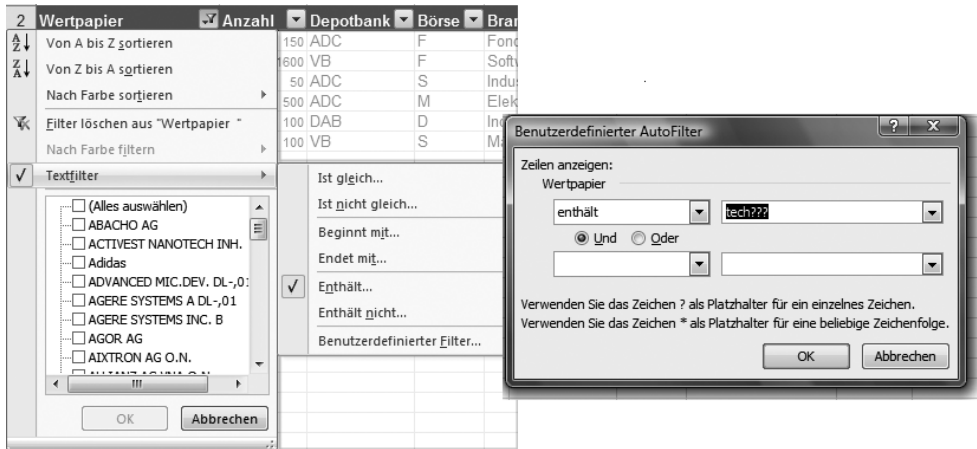 2 Wertpapier Anzahl Depotbank Börse Bran
Von A bis Z sortieren
Von Z bis A sortieren
Nach Farbe sortieren
Filter löschen aus "Wertpapier "
Nach Farbe filtern
Textfilter
(Alles auswählen)
ABACHO AG
ACTIVEST NANOTECH INH.
Adidas
ADVANCED MIC.DEV. DL-,01
AGERE SYSTEMS A DL-,01
AGERE SYSTEMS INC. B
AGOR AG
AIXTRON AG O.N.
OK Abbrechen
150 ADC F Fond
1600 VB F Softw
50 ADC S Indu
500 ADC M Elek
100 DAB D Ind
100 VB S Ma
Ist gleich...
Ist nicht gleich...
Beginnt mit...
Endet mit...
Enthält...
Enthält nicht...
Benutzerdefinierter Filter...
Benutzerdefinierter AutoFilter
Zeilen anzeigen:
Wertpapier
enthält tech???
Und Oder
Verwenden Sie das Zeichen ? als Platzhalter für ein einzelnes Zeichen.
Verwenden Sie das Zeichen * als Platzhalter für eine beliebige Zeichenfolge.
OK Abbrechen